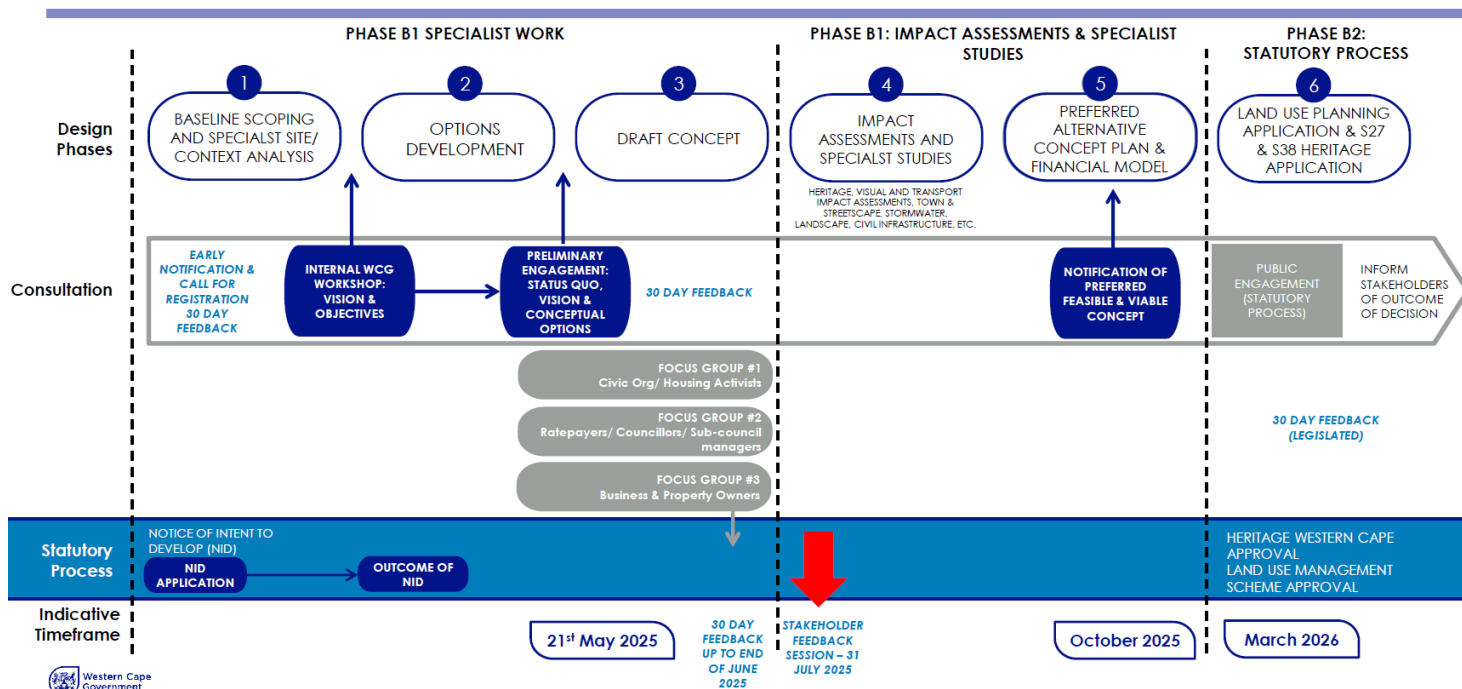 PHASE B1 SPECIALIST WORK
PHASE B1: IMPACT ASSESSMENTS & SPECIALIST
STUDIES
PHASE B2:
STATUTORY PROCESS
Design
Phases
1
BASELINE SCOPING
AND SPECIALST SITE/
CONTEXT ANALYSIS
2
OPTIONS
DEVELOPMENT
3
DRAFT CONCEPT
4
IMPACT
ASSESSMENTS AND
SPECIALIST STUDIES
HERITAGE, VISUAL AND TRANSPORT
IMPACT ASSESSMENTS, TOWN &
STREETSCAPE, STORMWATER,
LANDSCAPE, CIVIL INFRASTRUCTURE, ETC.
5
PREFERRED
ALTERNATIVE
CONCEPT PLAN &
FINANCIAL MODEL
6
LAND USE PLANNING
APPLICATION & S27
& S38 HERITAGE
APPLICATION
Consultation
EARLY
NOTIFICATION &
CALL FOR
REGISTRATION
30 DAY
FEEDBACK
INTERNAL WCG
WORKSHOP:
VISION &
OBJECTIVES
PRELIMINARY
ENGAGEMENT:
STATUS QUO,
VISION &
CONCEPTUAL
OPTIONS
30 DAY FEEDBACK
NOTIFICATION OF
PREFERRED
FEASIBLE & VIABLE
CONCEPT
PUBLIC
ENGAGEMENT
(STATUTORY
PROCESS)
INFORM
STAKEHOLDERS
OF OUTCOME
OF DECISION
FOCUS GROUP #1
Civic Org/ Housing Activists
FOCUS GROUP #2
Ratepayers/ Councillors/ Sub-council
managers
FOCUS GROUP #3
Business & Property Owners
30 DAY FEEDBACK
(LEGISLATED)
Statutory
Process
NOTICE OF INTENT TO
DEVELOP (NID)
NID
APPLICATION
OUTCOME OF
NID
HERITAGE WESTERN CAPE
APPROVAL
LAND USE MANAGEMENT
SCHEME APPROVAL
Indicative
Timeframe
21st May 2025
30 DAY
FEEDBACK
UP TO END
OF JUNE
2025
STAKEHOLDER
FEEDBACK
SESSION – 31
JULY 2025
October 2025
March 2026
Western Cape
Government